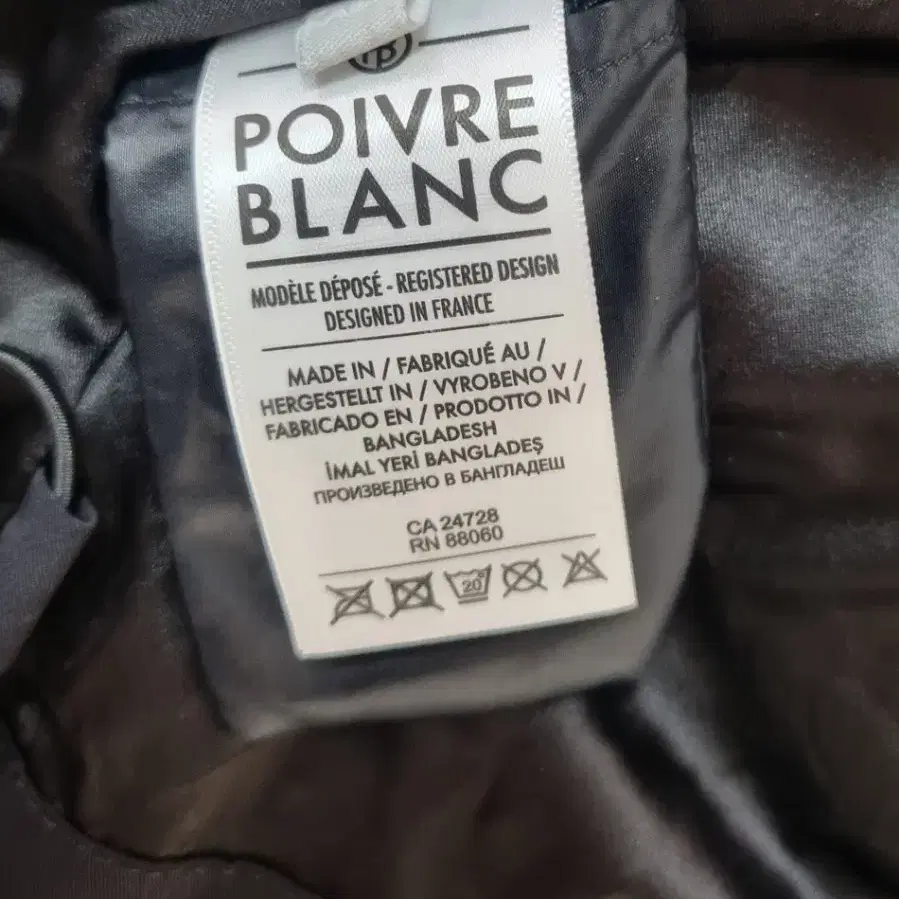 POIVRE
BLANC
MODÈLE DÉPOSÉ - REGISTERED DESIGN
DESIGNED IN FRANCE
MADE IN / FABRIQUÉ AU /
HERGESTELLT IN / VYROBENO V /
FABRICADO EN / PRODOTTO IN /
BANGLADESH
İMAL YERİ BANGLADEŞ
ПРОИЗВЕДЕНО В БАНГЛАДЕШ
CA 24728
RN 88060
20°